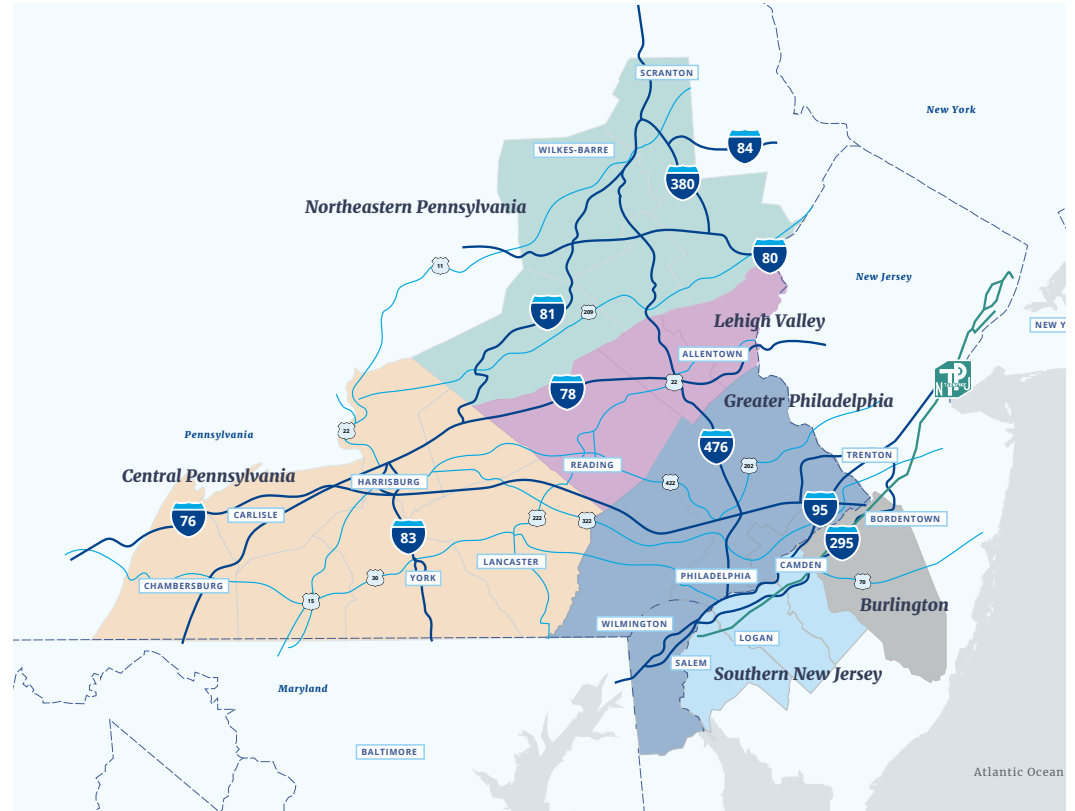 SCRANTON
New York
84
WILKES-BARRE
380
Northeastern Pennsylvania
80
11
New Jersey
81
209
Lehigh Valley
NEW Y
ALLENTOWN
22
78
TP
NJ
TURNPIKE
Greater Philadelphia
22
Pennsylvania
476
TRENTON
READING
202
Central Pennsylvania
HARRISBURG
422
95
76
CARLISLE
222
322
BORDENTOWN
83
295
LANCASTER
CAMDEN
30
YORK
PHILADELPHIA
70
CHAMBERSBURG
15
Burlington
WILMINGTON
LOGAN
SALEM
Southern New Jersey
Maryland
BALTIMORE
Atlantic Ocean